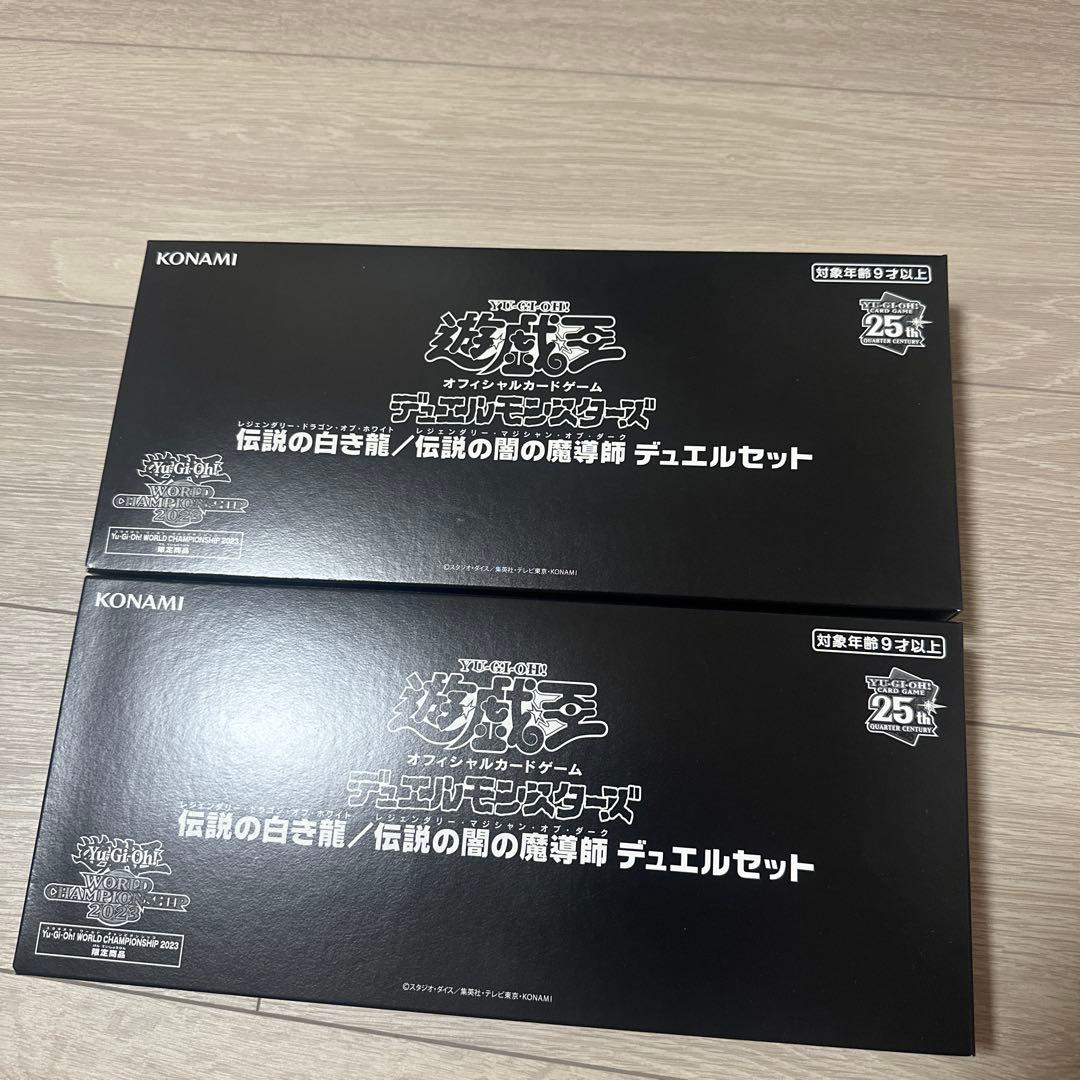 KONAMI
対象年齢9才以上
YU-GI-OH!
遊戯王
オフィシャルカードゲーム
デュエルモンスターズ
YU-GI-OH!
CARD GAME
25th
QUARTER CENTURY
レジェンダリー・ドラゴン・オブ・ホワイト レジェンダリー・マジシャン・オブ・ダーク
伝説の白き龍/伝説の闇の魔導師 デュエルセット
Yu-Gi-Oh!
WORLD
CHAMPIONSHIP
2023
Yu-Gi-Oh! WORLD CHAMPIONSHIP 2023
限定商品
©スタジオ・ダイス/集英社・テレビ東京・KONAMI
KONAMI
対象年齢9才以上
YU-GI-OH!
遊戯王
オフィシャルカードゲーム
デュエルモンスターズ
YU-GI-OH!
CARD GAME
25th
QUARTER CENTURY
レジェンダリー・ドラゴン・オブ・ホワイト レジェンダリー・マジシャン・オブ・ダーク
伝説の白き龍/伝説の闇の魔導師 デュエルセット
Yu-Gi-Oh!
WORLD
CHAMPIONSHIP
2023
Yu-Gi-Oh! WORLD CHAMPIONSHIP 2023
げんていしょうひん
限定商品
©スタジオ・ダイス/集英社・テレビ東京・KONAMI